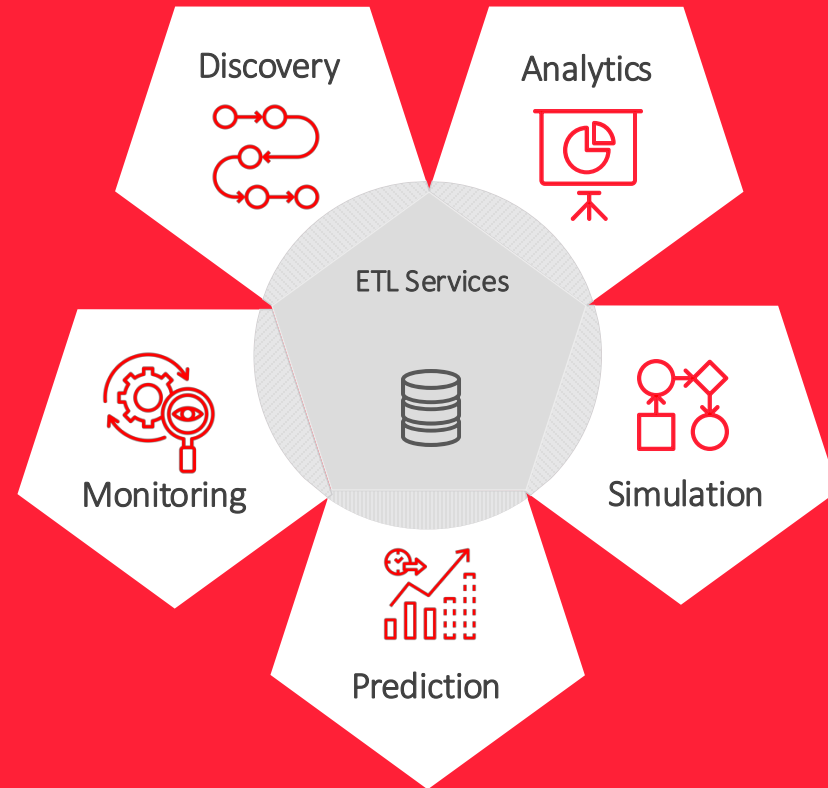 Discovery
Analytics
ETL Services
Monitoring
Simulation
Prediction